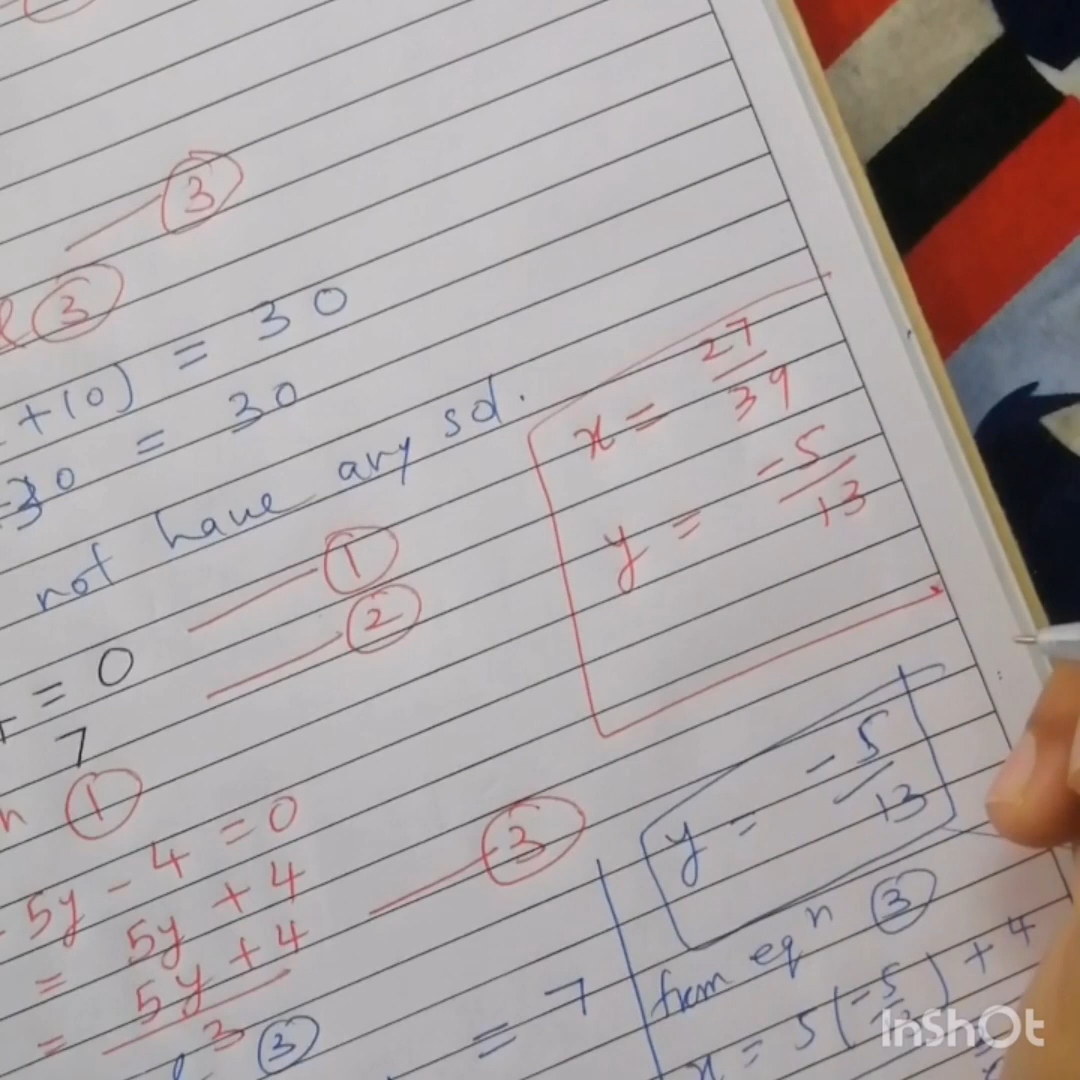 3
3
+10) = 30
30 = 30
not have any sol.
x = 27/39
y = -5/13
1
2
= 0
7
1
5y - 4 = 0
= 5y + 4
3
= 5y + 4
3
3
= 7
y = -5/13
from eqⁿ 3
x = 5(-5/13) + 4
InShOt